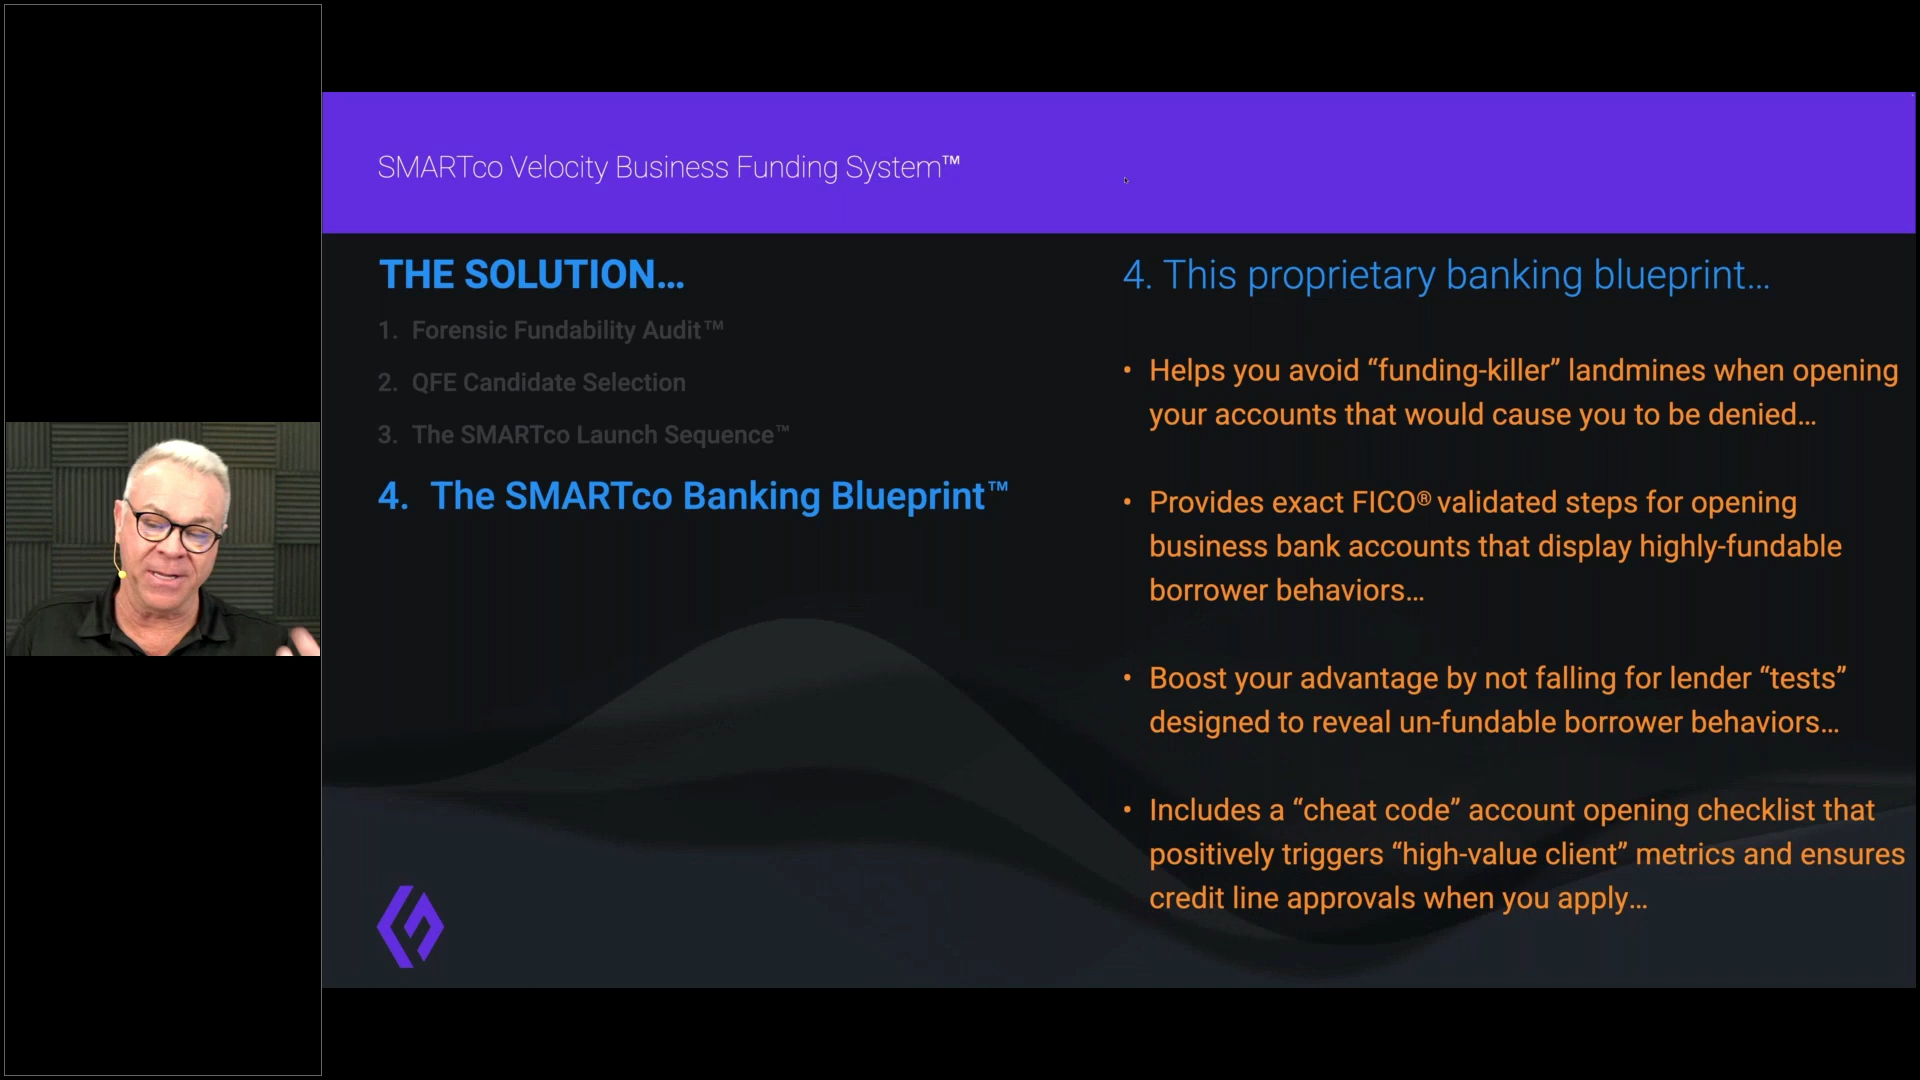 SMARTco Velocity Business Funding System™
THE SOLUTION...
1. Forensic Fundability Audit™
2. QFE Candidate Selection
3. The SMARTco Launch Sequence™
4. The SMARTco Banking Blueprint™
4. This proprietary banking blueprint...
• Helps you avoid “funding-killer” landmines when opening
your accounts that would cause you to be denied...
• Provides exact FICO® validated steps for opening
business bank accounts that display highly-fundable
borrower behaviors...
• Boost your advantage by not falling for lender “tests”
designed to reveal un-fundable borrower behaviors...
• Includes a “cheat code” account opening checklist that
positively triggers “high-value client” metrics and ensures
credit line approvals when you apply...